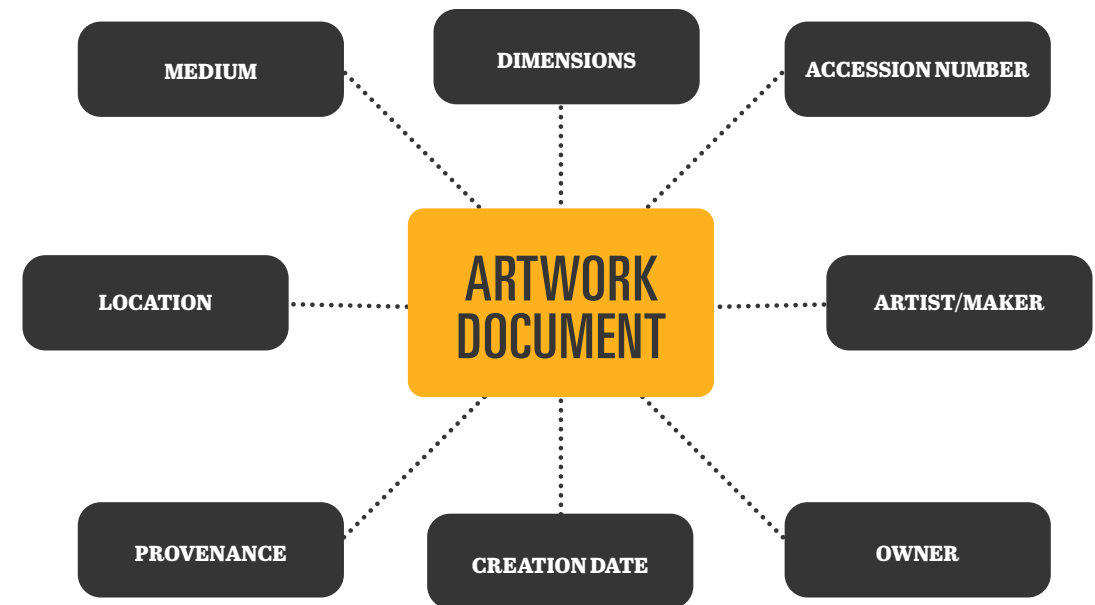 MEDIUM
DIMENSIONS
ACCESSION NUMBER
LOCATION
ARTWORK
DOCUMENT
ARTIST/MAKER
PROVENANCE
CREATION DATE
OWNER